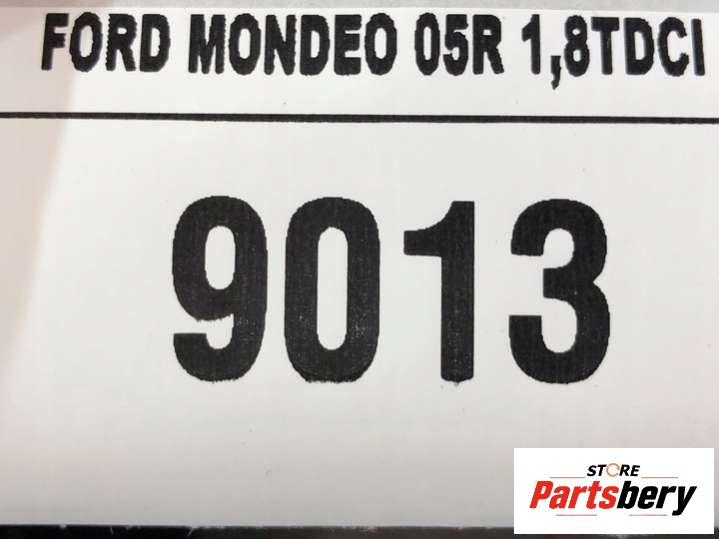 FORD MONDEO 05R 1,8TDCI
9013
STORE
Partsbery